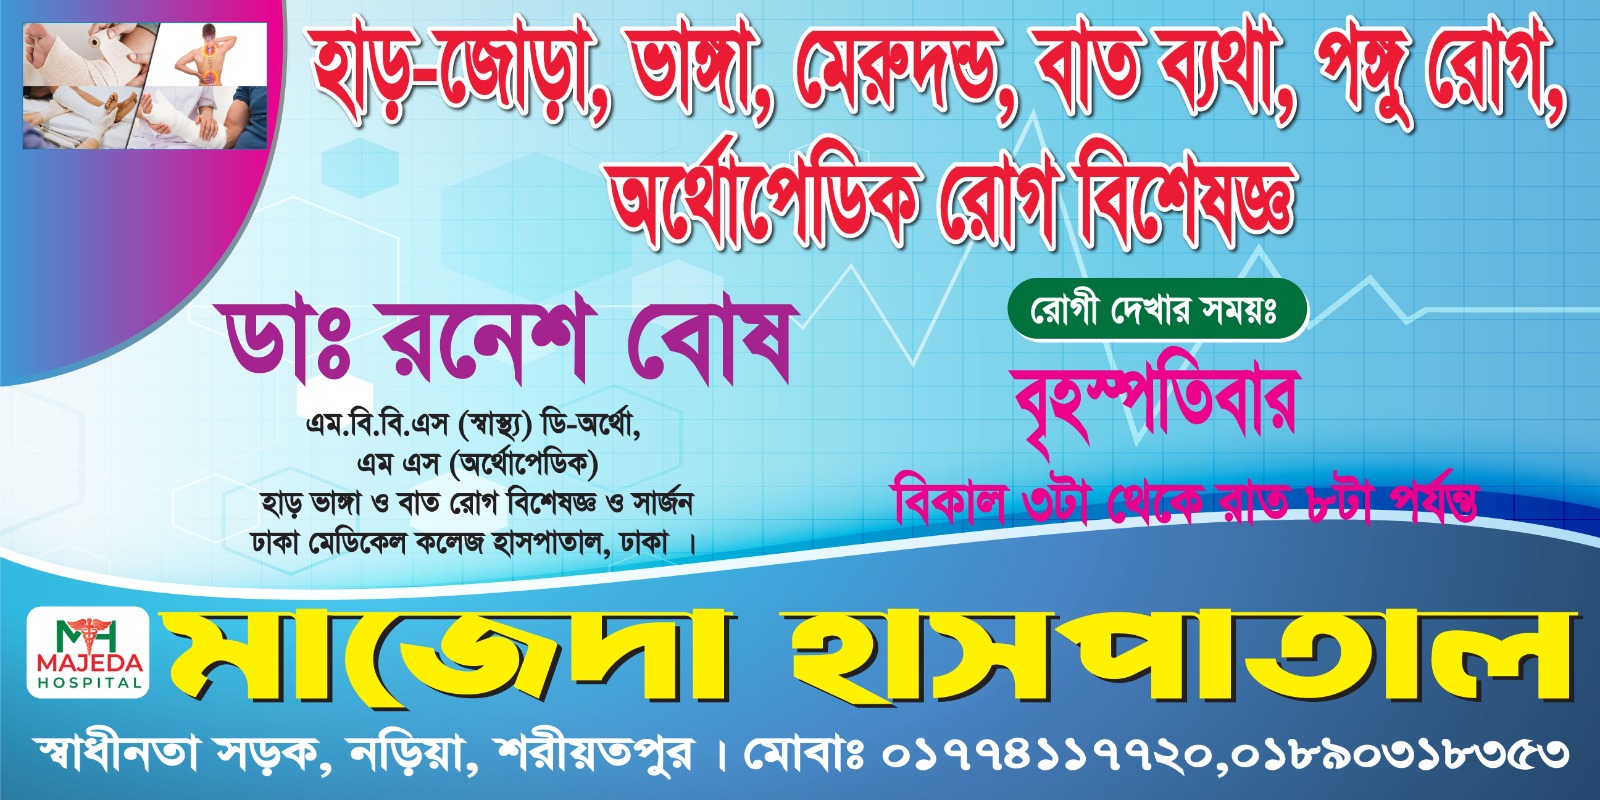 হাড়-জোড়া, ভাঙ্গা, মেরুদন্ড, বাত ব্যথা, পঙ্গু রোগ,
অর্থোপেডিক রোগ বিশেষজ্ঞ
ডাঃ রনেশ বোষ
এম.বি.বি.এস (স্বাস্থ্য) ডি-অর্থো,
এম এস (অর্থোপেডিক)
হাড় ভাঙ্গা ও বাত রোগ বিশেষজ্ঞ ও সার্জন
ঢাকা মেডিকেল কলেজ হাসপাতাল, ঢাকা ।
রোগী দেখার সময়ঃ
বৃহস্পতিবার
বিকাল ৩টা থেকে রাত ৮টা পর্যন্ত
MH
MAJEDA
HOSPITAL
মাজেদা হাসপাতাল
স্বাধীনতা সড়ক, নড়িয়া, শরীয়তপুর । মোবাঃ ০১৭৭৪১১৭৭২০,০১৮৯০৩১৮৩৫৩